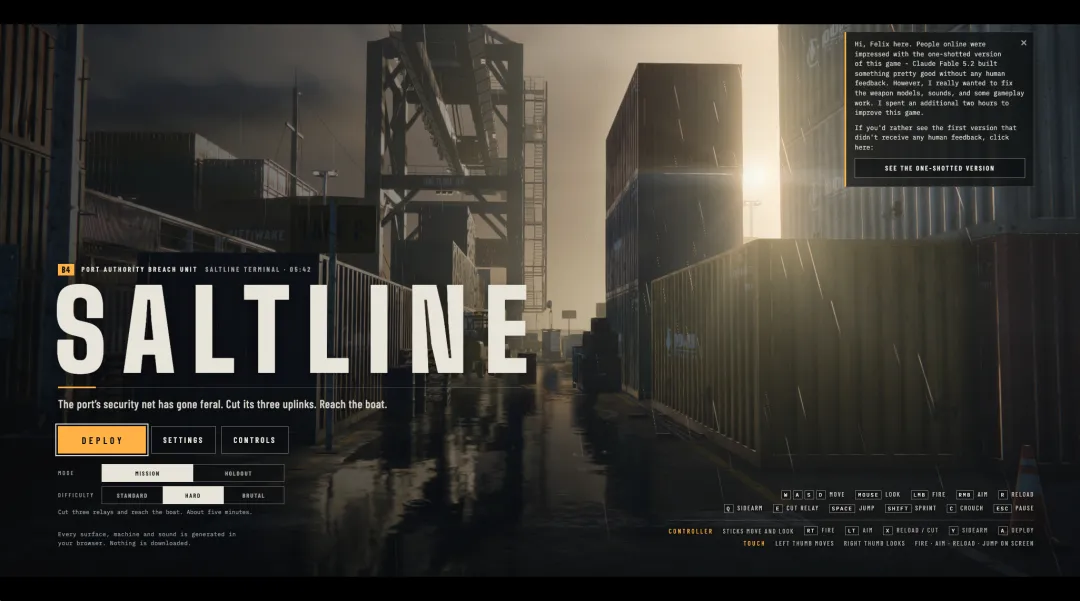 Hi, Felix here. People online were
impressed with the one-shotted version
of this game - Claude Fable 5.2 built
something pretty good without any human
feedback. However, I really wanted to fix
the weapon models, sounds, and some gameplay
work. I spent an additional two hours to
improve this game.
If you'd rather see the first version that
didn't receive any human feedback, click
here:
SEE THE ONE-SHOTTED VERSION
B4 PORT AUTHORITY BREACH UNIT SALTLINE TERMINAL · 05:42
SALTLINE
The port's security net has gone feral. Cut its three uplinks. Reach the boat.
DEPLOY SETTINGS CONTROLS
MODE MISSION HOLDOUT
DIFFICULTY STANDARD HARD BRUTAL
Cut three relays and reach the boat. About five minutes.
Every surface, machine and sound is generated in
your browser. Nothing is downloaded.
W A S D MOVE MOUSE LOOK LMB FIRE RMB AIM R RELOAD
Q SIDEARM E CUT RELAY SPACE JUMP SHIFT SPRINT C CROUCH ESC PAUSE
CONTROLLER STICKS MOVE AND LOOK RT FIRE LT AIM X RELOAD / CUT Y SIDEARM A DEPLOY
TOUCH LEFT THUMB MOVES RIGHT THUMB LOOKS FIRE · AIM · RELOAD · JUMP ON SCREEN